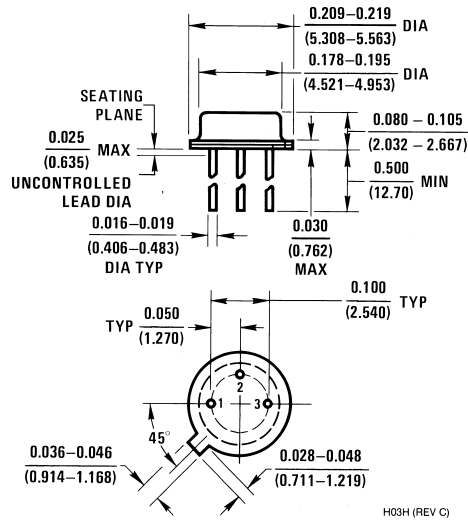 0.209–0.219 DIA
(5.308–5.563)
0.178–0.195 DIA
(4.521–4.953)
SEATING
PLANE
0.080 – 0.105
(2.032 – 2.667)
0.025 MAX
(0.635)
0.500 MIN
(12.70)
UNCONTROLLED
LEAD DIA
0.016–0.019
(0.406–0.483)
DIA TYP
0.030
(0.762)
MAX
0.100 TYP
(2.540)
TYP 0.050
(1.270)
2
1 3
45°
0.036–0.046
(0.914–1.168)
0.028–0.048
(0.711–1.219)
H03H (REV C)